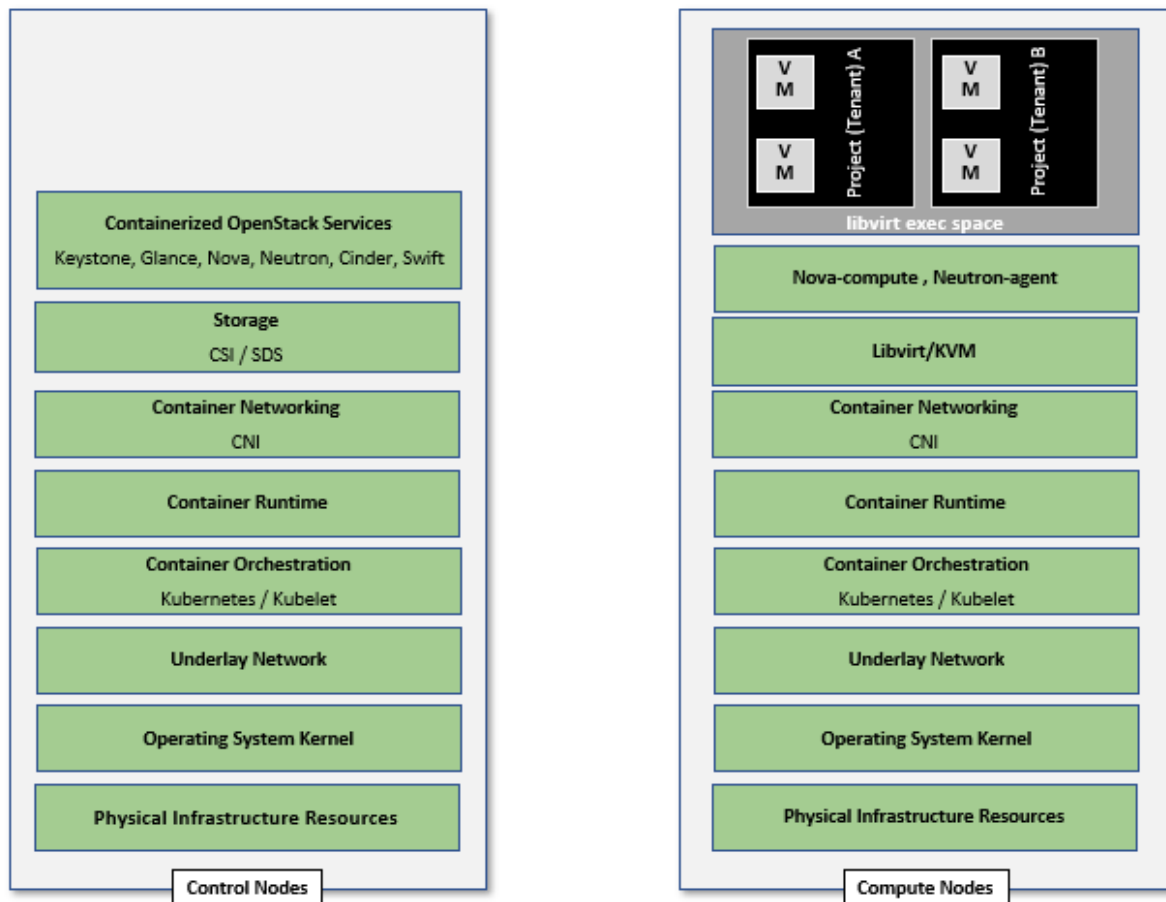 Containerized OpenStack Services
Keystone, Glance, Nova, Neutron, Cinder, Swift
Storage
CSI / SDS
Container Networking
CNI
Container Runtime
Container Orchestration
Kubernetes / Kubelet
Underlay Network
Operating System Kernel
Physical Infrastructure Resources
Control Nodes
V
M
V
M
Project (Tenant) A
V
M
V
M
Project (Tenant) B
libvirt exec space
Nova-compute , Neutron-agent
Libvirt/KVM
Container Networking
CNI
Container Runtime
Container Orchestration
Kubernetes / Kubelet
Underlay Network
Operating System Kernel
Physical Infrastructure Resources
Compute Nodes